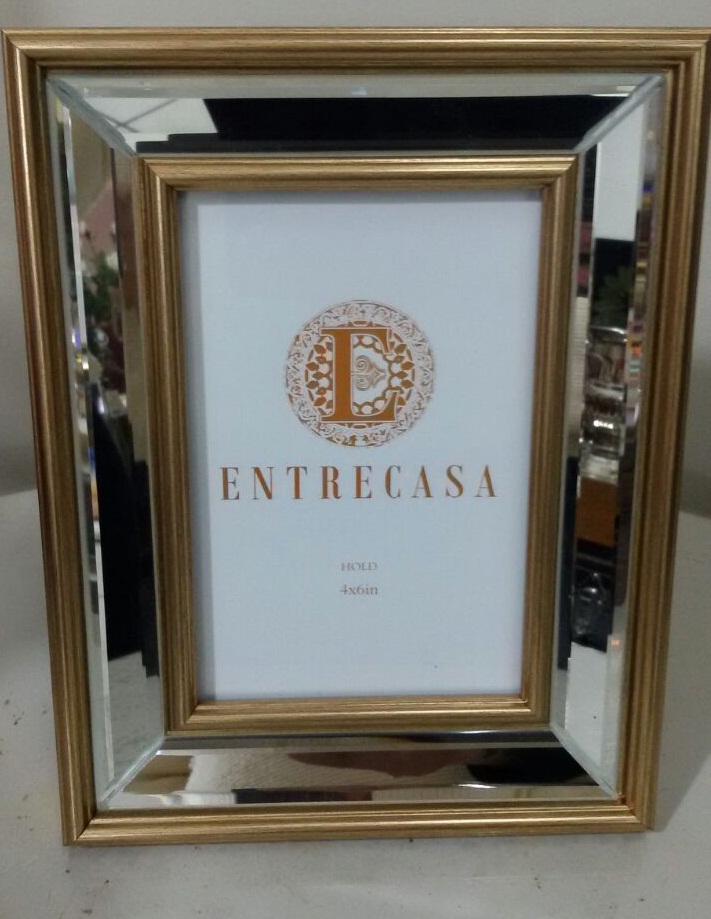 E
ENTRECASA
HOLD
4x6in